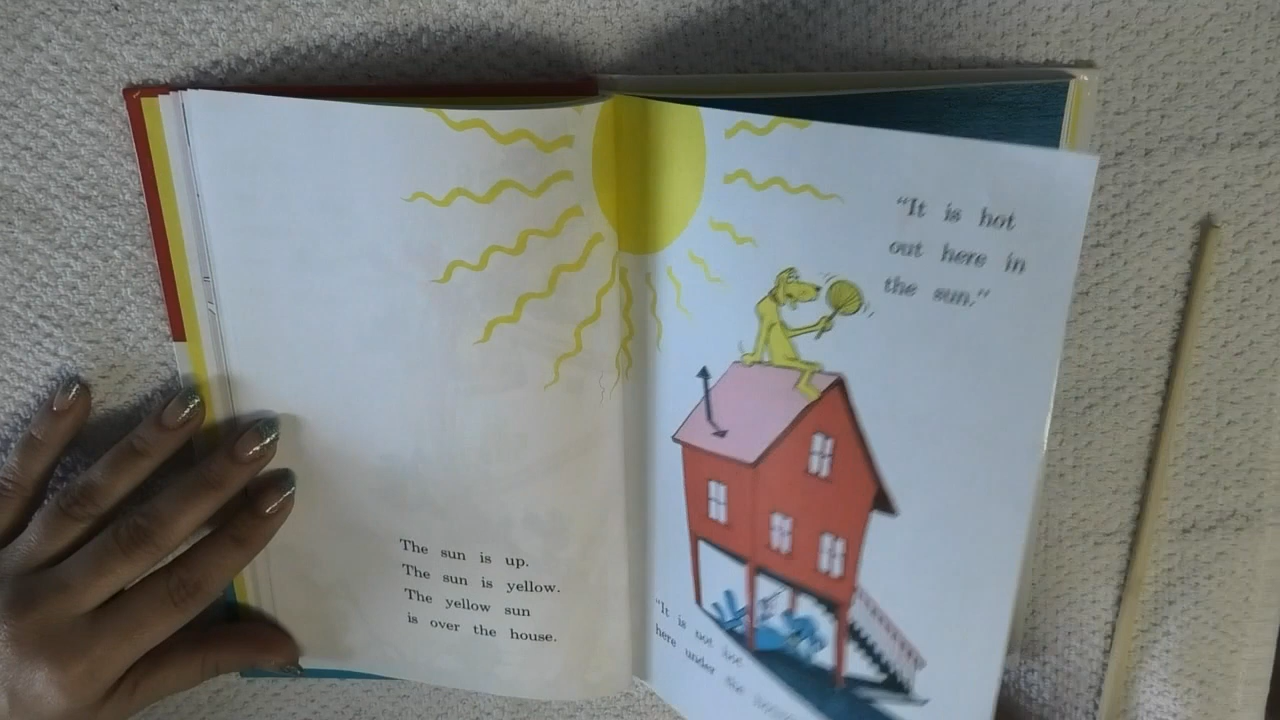 The sun is up.
The sun is yellow.
The yellow sun
is over the house.
“It is hot
out here in
the sun.”
“It is not hot
here under the